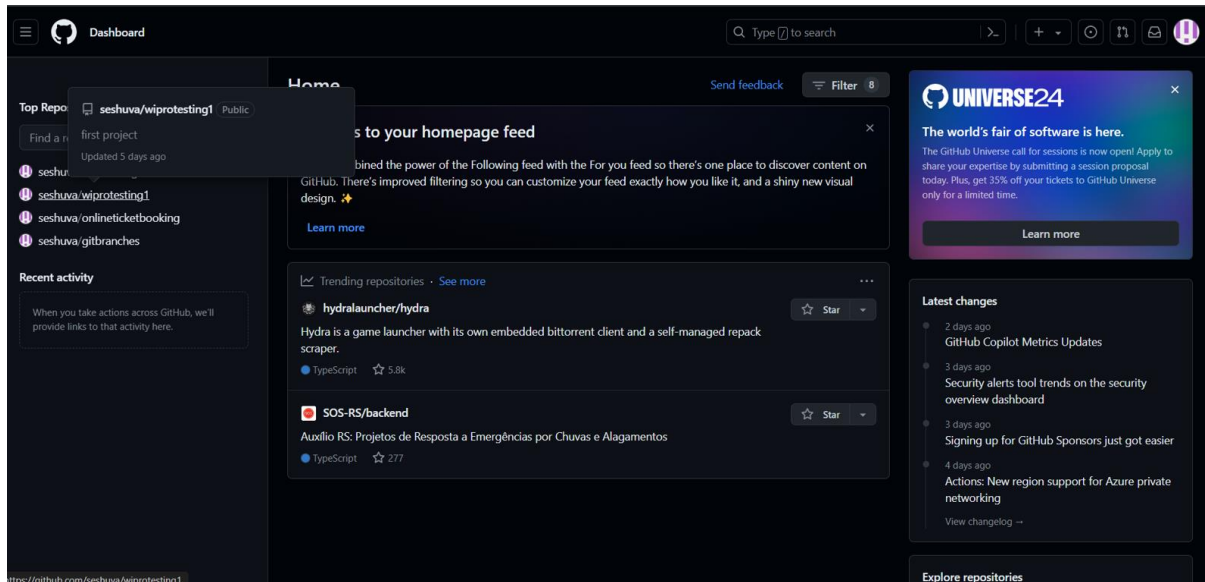 Dashboard
Type / to search
Top Repo
seshuva/wiprotesting1 Public
first project
Updated 5 days ago
Find a r
seshuva/wiprotesting1
seshuva/onlineticketbooking
seshuva/gitbranches
Recent activity
When you take actions across GitHub, we'll
provide links to that activity here.
Home
Send feedback
Filter 8
s to your homepage feed
bined the power of the Following feed with the For you feed so there's one place to discover content on
GitHub. There's improved filtering so you can customize your feed exactly how you like it, and a shiny new visual
design. ✨
Learn more
Trending repositories · See more
hydralauncher/hydra
Star
Hydra is a game launcher with its own embedded bittorrent client and a self-managed repack
scraper.
TypeScript 5.8k
SOS-RS/backend
Star
Auxílio RS: Projetos de Resposta a Emergências por Chuvas e Alagamentos
TypeScript 277
UNIVERSE24
The world's fair of software is here.
The GitHub Universe call for sessions is now open! Apply to
share your expertise by submitting a session proposal
today. Plus, get 35% off your tickets to GitHub Universe
only for a limited time.
Learn more
Latest changes
2 days ago
GitHub Copilot Metrics Updates
3 days ago
Security alerts tool trends on the security
overview dashboard
3 days ago
Signing up for GitHub Sponsors just got easier
4 days ago
Actions: New region support for Azure private
networking
View changelog →
Explore repositories
https://github.com/seshuva/wiprotesting1